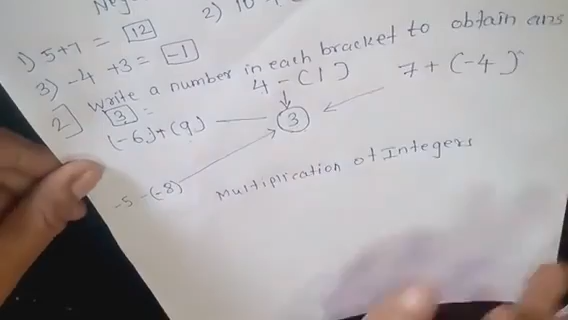 1) 5+7 = 12
2) 10
3) -4 +3 = -1
2] Write a number in each bracket to obtain ans
3 =
4 - (1) 7 + (-4)
(-6)+(9) 3
-5 -(-8)
Multiplication of Integers